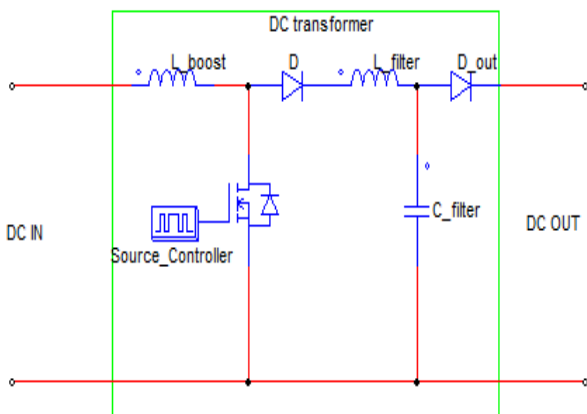 DC transformer
L_boost
D
L_filter
D_out
DC IN
Source_Controller
C_filter
DC OUT